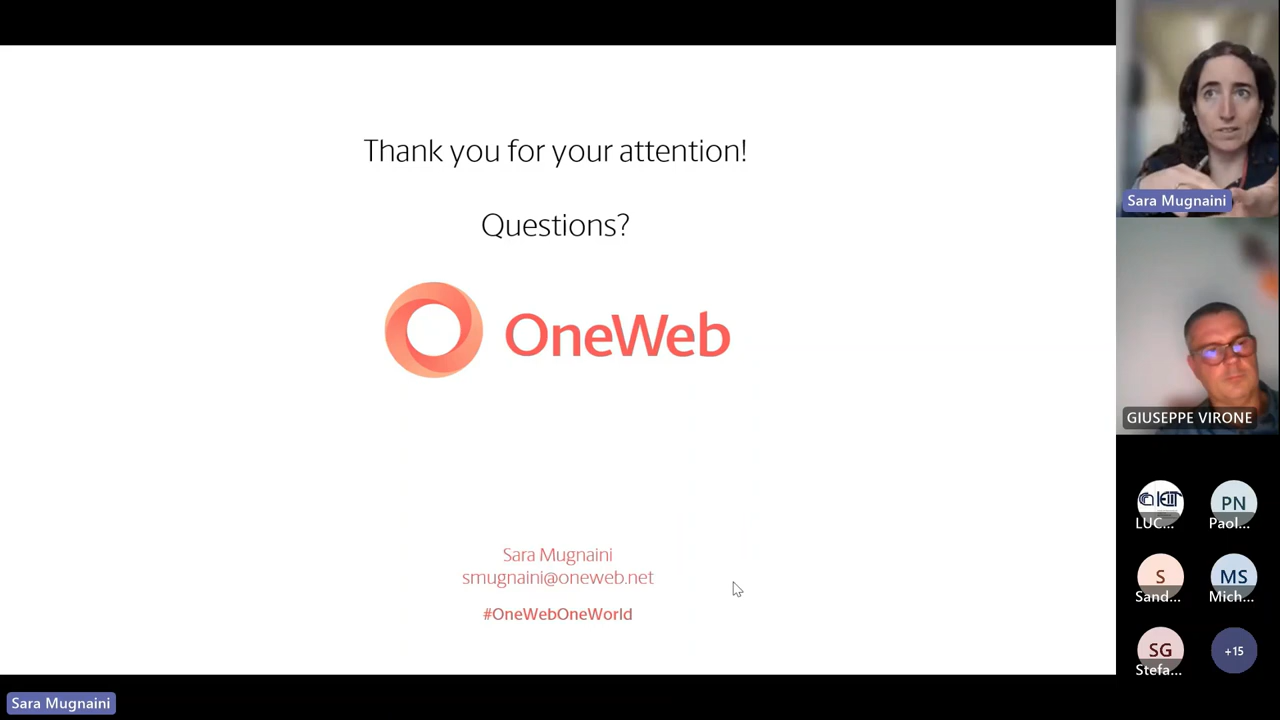 Thank you for your attention!
Questions?
OneWeb
Sara Mugnaini
smugnaini@oneweb.net
#OneWebOneWorld
Sara Mugnaini
Sara Mugnaini
GIUSEPPE VIRONE
IEIIT
LUC...
PN
Paol...
S
Sand...
MS
Mich...
SG
Stefa...
+15